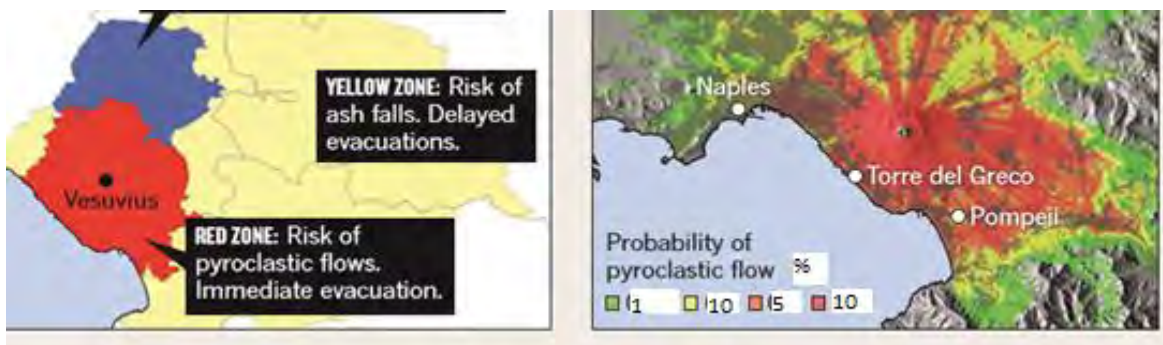 YELLOW ZONE: Risk of
ash falls. Delayed
evacuations.
Vesuvius
RED ZONE: Risk of
pyroclastic flows.
Immediate evacuation.
Naples
Torre del Greco
Pompeii
Probability of
pyroclastic flow %
1 10 5 10